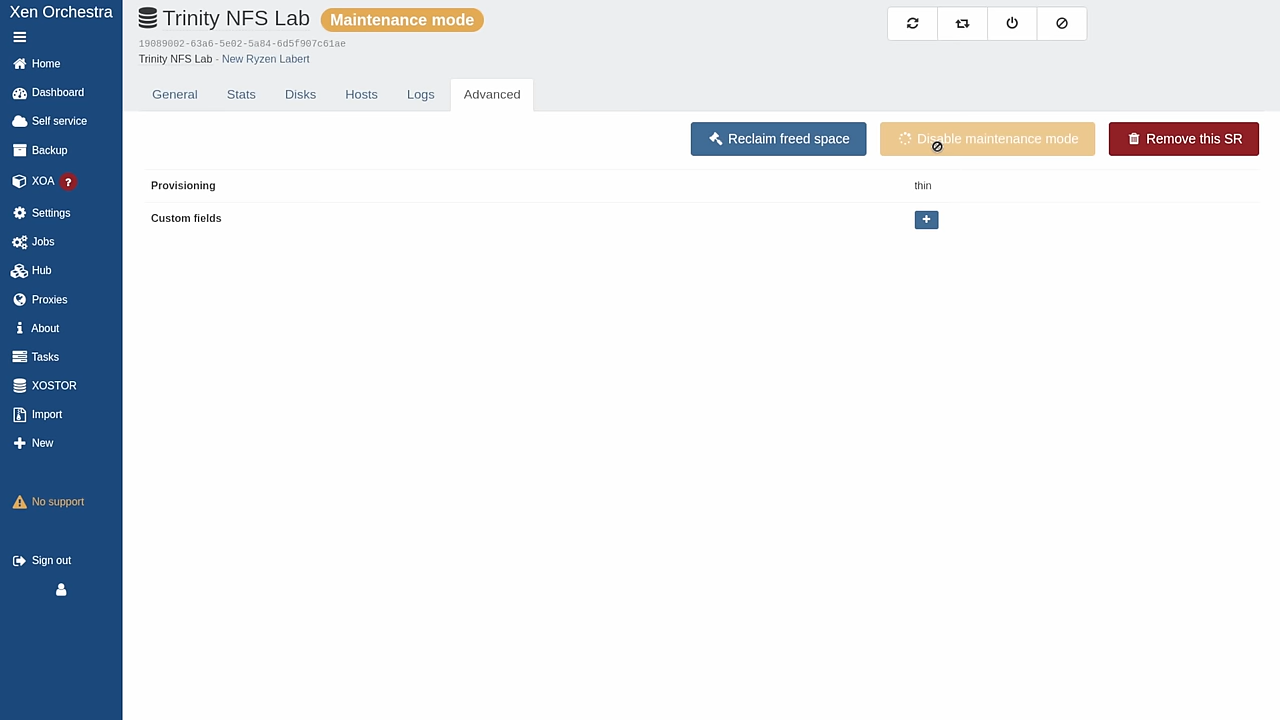 Xen Orchestra
Home
Dashboard
Self service
Backup
XOA ?
Settings
Jobs
Hub
Proxies
About
Tasks
XOSTOR
Import
New
No support
Sign out
Trinity NFS Lab Maintenance mode
19089002-63a6-5e02-5a84-6d5f907c61ae
Trinity NFS Lab - New Ryzen Labert
General Stats Disks Hosts Logs Advanced
Reclaim freed space Disable maintenance mode Remove this SR
Provisioning thin
Custom fields +